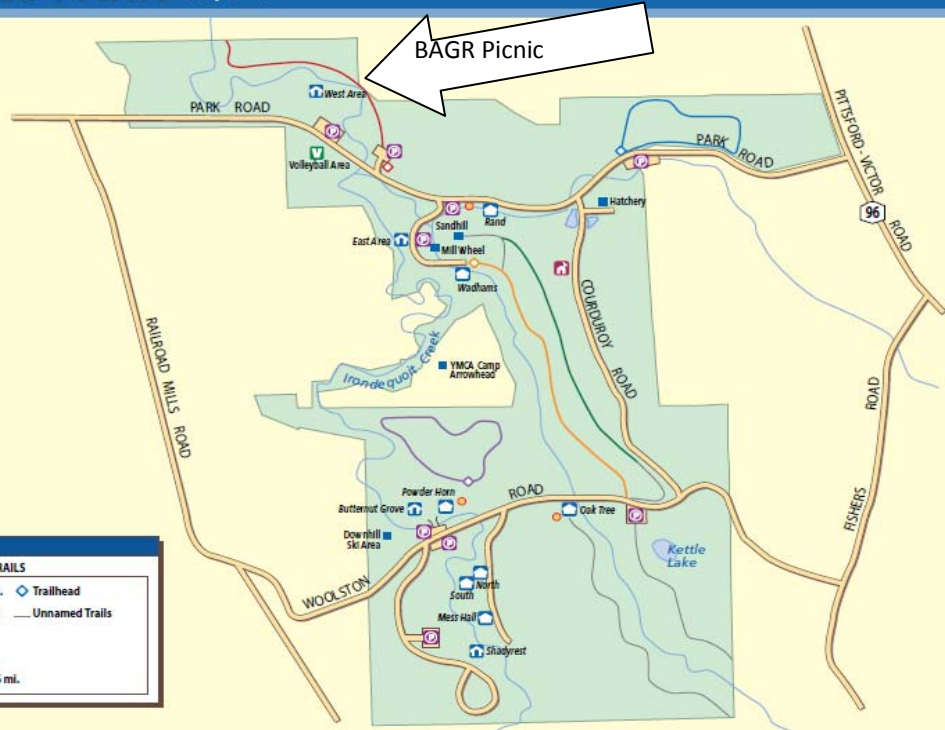 BAGR Picnic
West Area
PARK ROAD
Volleyball Area
P
P
PARK ROAD
P
PITTSFORD - VICTOR ROAD
96
Hatchery
P
Sandhill
Rand
East Area
P
Mill Wheel
Wadhams
COURDUROY ROAD
RAILROAD MILLS ROAD
Irondequoit Creek
YMCA Camp
Arrowhead
FISHERS ROAD
Powder Horn
Butternut Grove
WOOLSTON ROAD
Oak Tree
P
Downhill
Ski Area
P
P
Kettle
Lake
North
South
Mess Hall
P
Shadyrest
Trailhead
Unnamed Trails
mi.